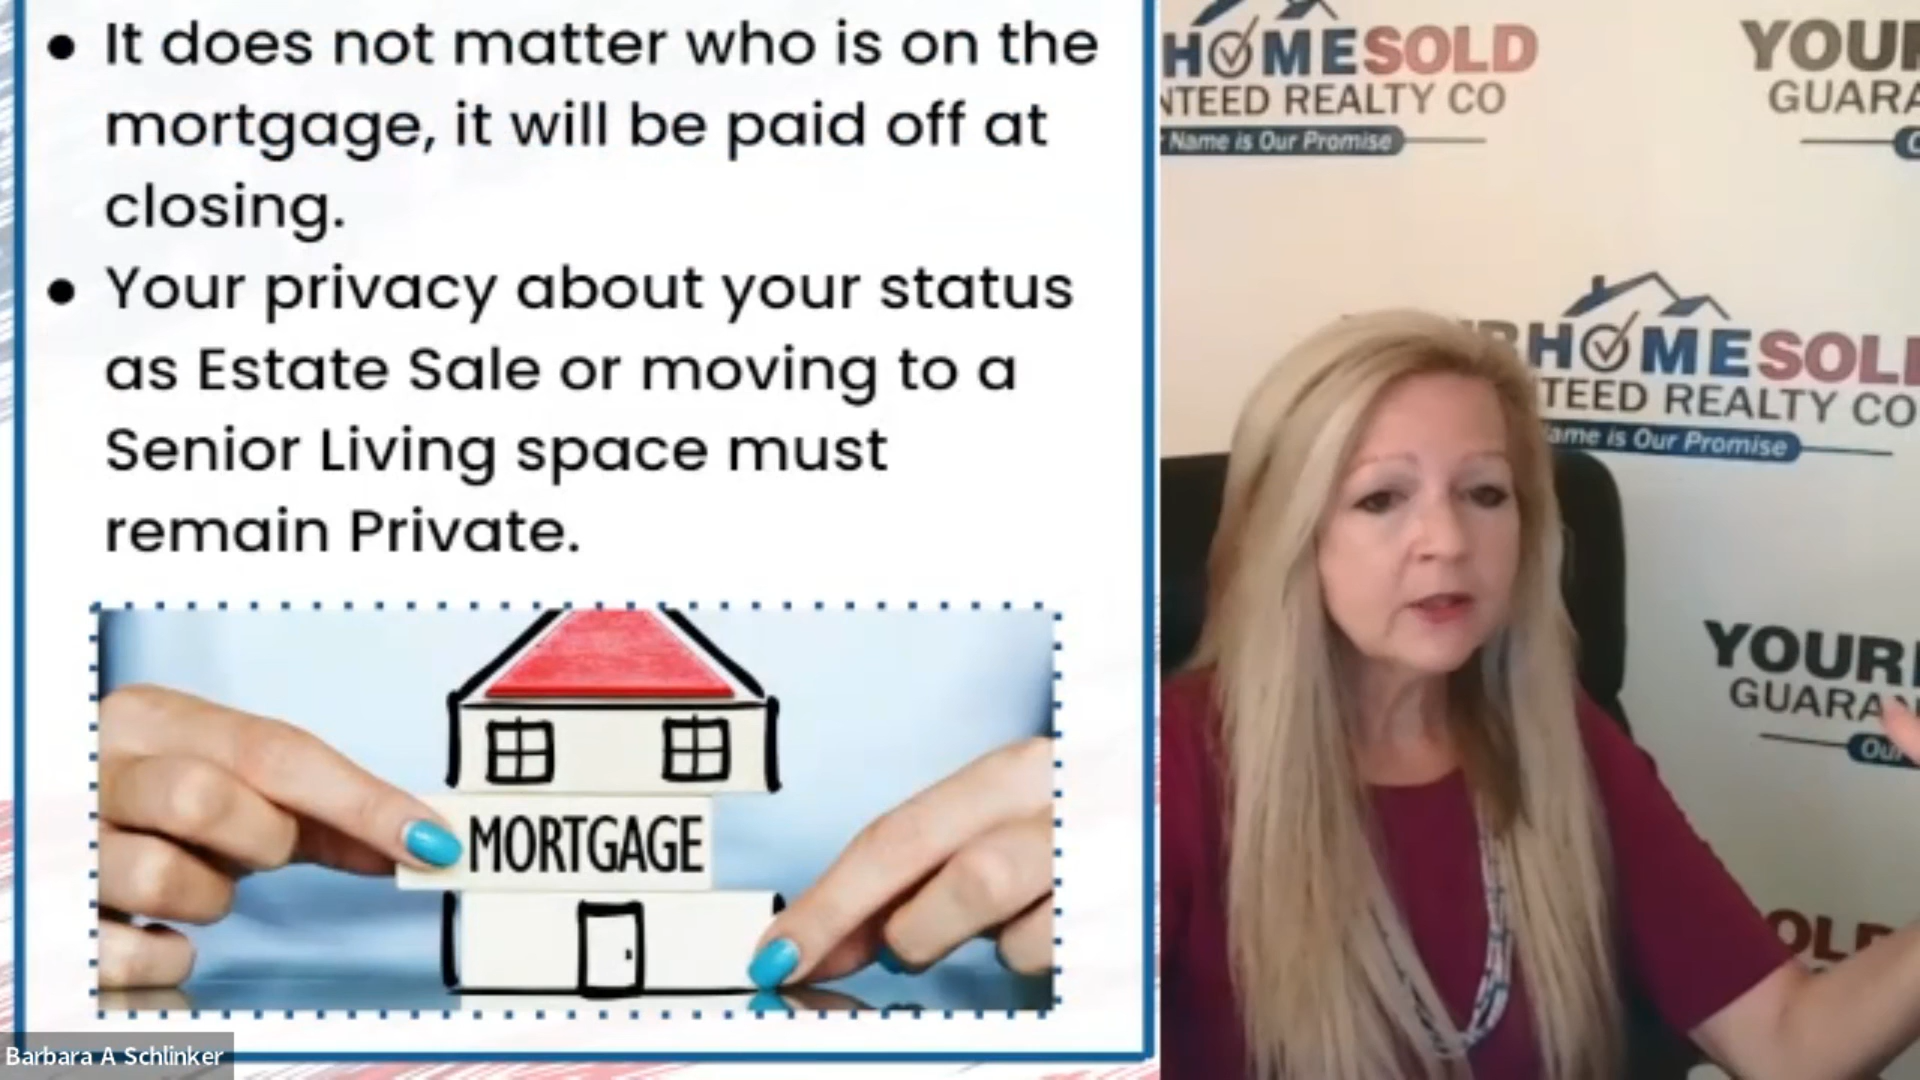 It does not matter who is on the
mortgage, it will be paid off at
closing.
Your privacy about your status
as Estate Sale or moving to a
Senior Living space must
remain Private.
MORTGAGE
Barbara A Schlinker
HOMESOLD
NTEED REALTY CO
Name is Our Promise
YOUR
GUARA
HOMESOL
TEED REALTY CO
ame is Our Promise
YOUR
GUARA
Our
OLD